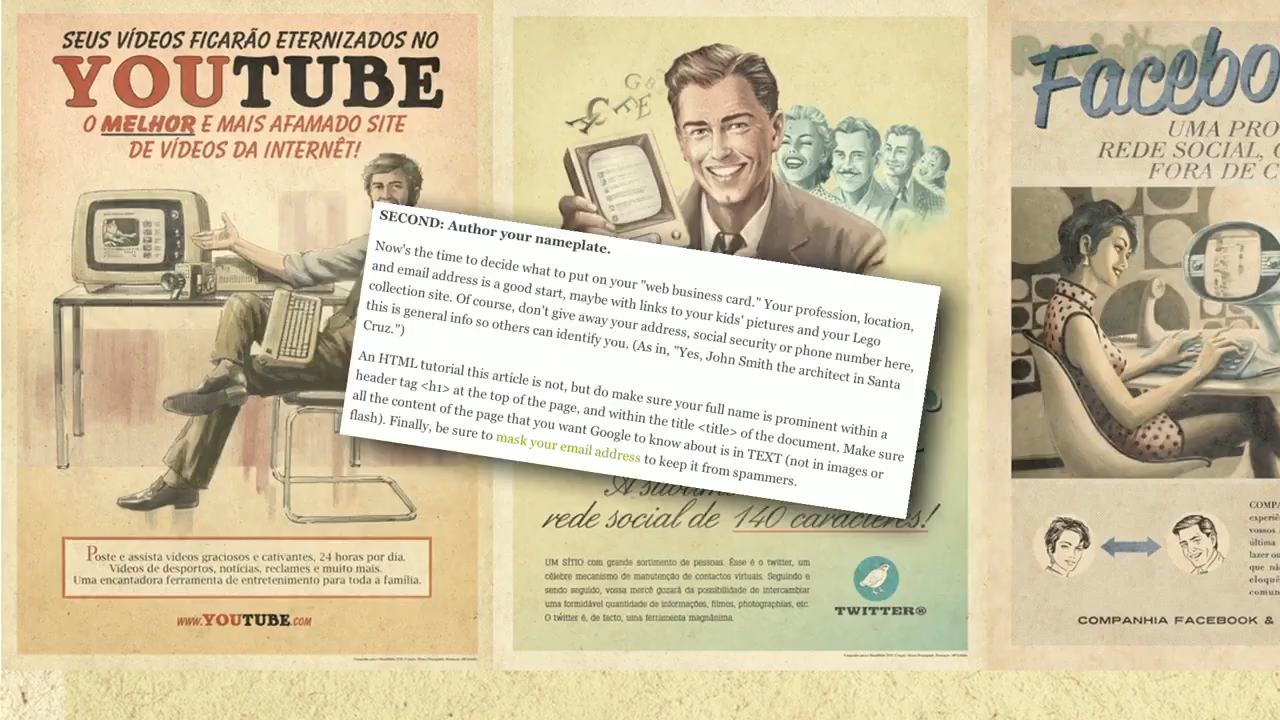 SEUS VÍDEOS FICARÃO ETERNIZADOS NO
YOUTUBE
O MELHOR E MAIS AFAMADO SITE
DE VÍDEOS DA INTERNÊT!
Poste e assista videos graciosos e cativantes, 24 horas por dia.
Videos de desportos, notícias, reclames e muito mais.
Uma encantadora ferramenta de entretenimento para toda a família.
WWW.YOUTUBE.COM
SECOND: Author your nameplate.
Now's the time to decide what to put on your "web business card." Your profession, location,
and email address is a good start, maybe with links to your kids' pictures and your Lego
collection site. Of course, don't give away your address, social security or phone number here,
this is general info so others can identify you. (As in, "Yes, John Smith the architect in Santa
Cruz.")
An HTML tutorial this article is not, but do make sure your full name is prominent within a
header tag <h1> at the top of the page, and within the title <title> of the document. Make sure
all the content of the page that you want Google to know about is in TEXT (not in images or
flash). Finally, be sure to mask your email address to keep it from spammers.
rede social de 140 caracteres!
UM SÍTIO com grande sortimento de pessoas. Êsse é o twitter, um
célebre mecanismo de manutenção de contactos virtuais. Seguindo e
sendo seguido, vossa mercê gozará da possibilidade de intercambiar
uma formidável quantidade de informações, filmes, photographias, etc.
O twitter é, de facto, uma ferramenta magnânima.
TWITTER®
Facebo
UMA PRO
REDE SOCIAL, C
FORA DE C
COMPA
experiê
vossos
última
lazer ou
que nã
eloquê
comun
COMPANHIA FACEBOOK &